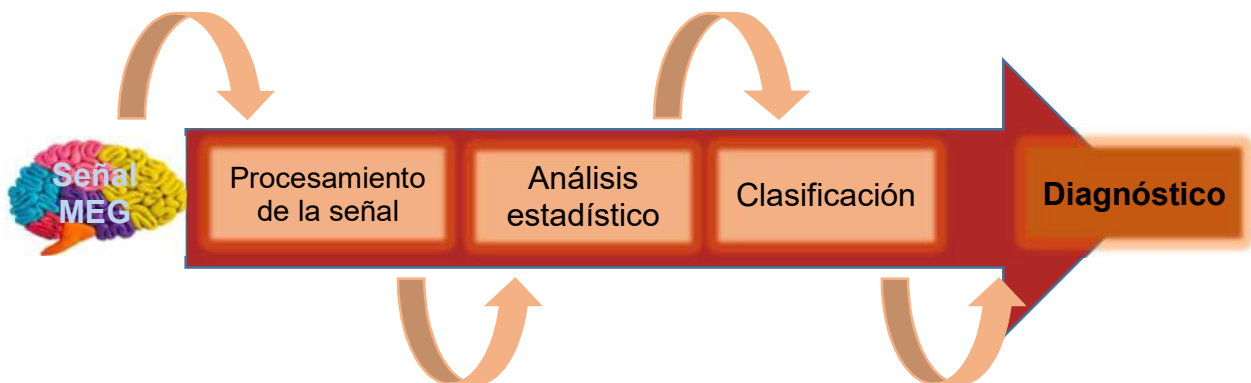 Señal
MEG
Procesamiento
de la señal
Análisis
estadístico
Clasificación
Diagnóstico